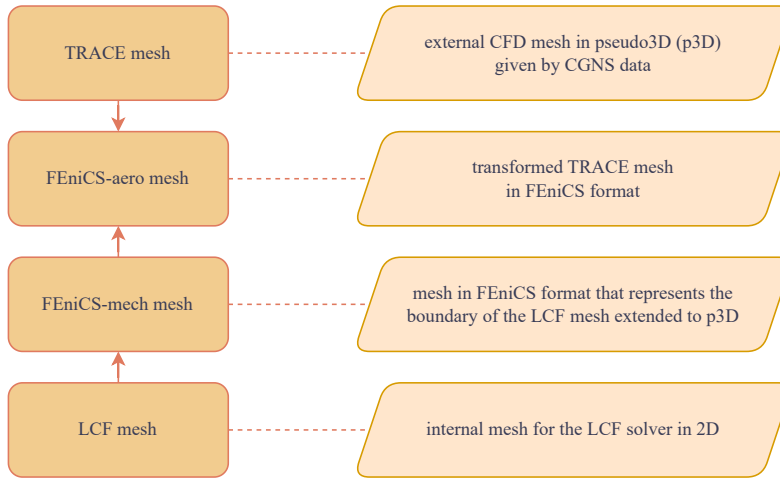 TRACE mesh
external CFD mesh in pseudo3D (p3D)
given by CGNS data
FEniCS-aero mesh
transformed TRACE mesh
in FEniCS format
FEniCS-mech mesh
mesh in FEniCS format that represents the
boundary of the LCF mesh extended to p3D
LCF mesh
internal mesh for the LCF solver in 2D